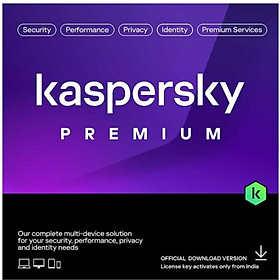 Security Performance Privacy Identity Premium Services
kaspersky
PREMIUM
k
Our complete multi-device solution
for your security, performance, privacy
and identity needs
OFFICIAL DOWNLOAD VERSION
License key activates only from India